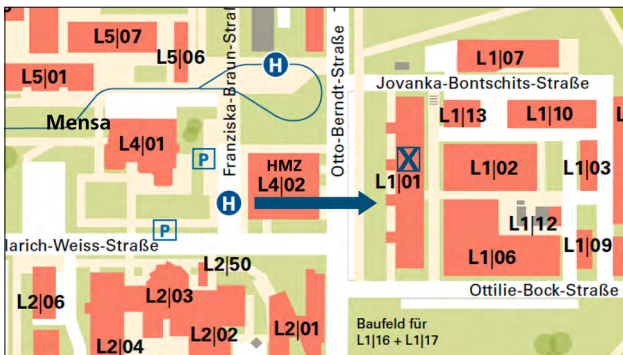 L5|07
L5|06
L5|01
Franziska-Braun-Straß
H
Otto-Berndt-Straße
L1|07
Jovanka-Bontschits-Straße
Mensa
L4|01
P
HMZ
L4|02
L1|13
L1|10
X
L1|01
L1|02
L1|03
H
P
L1|12
larich-Weiss-Straße
L2|50
L1|06
L1|09
L2|06
L2|03
L2|02
L2|01
L2|04
Ottilie-Bock-Straße
Baufeld für
L1|16 + L1|17